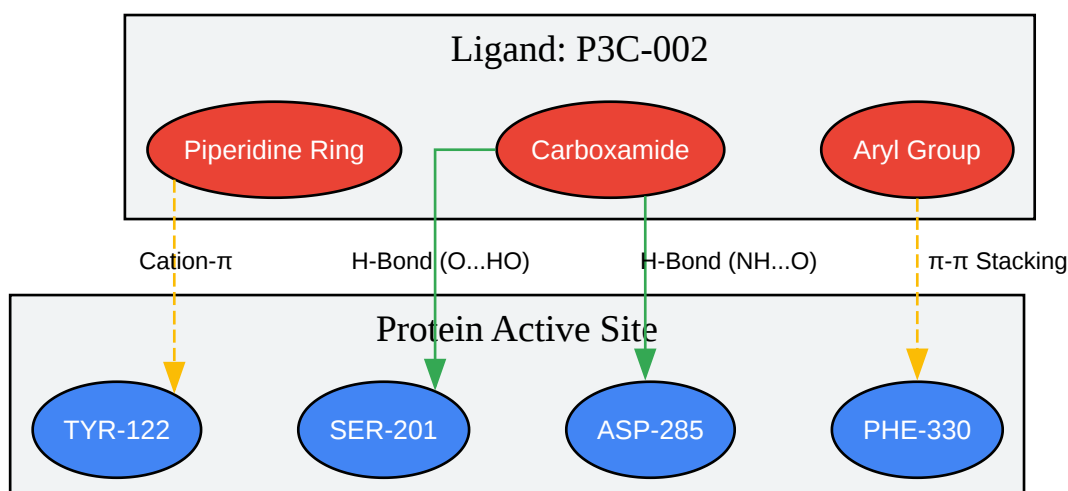 Ligand: P3C-002
Piperidine Ring
Carboxamide
Aryl Group
Cation-π
H-Bond (O...HO)
H-Bond (NH...O)
π-π Stacking
Protein Active Site
TYR-122
SER-201
ASP-285
PHE-330